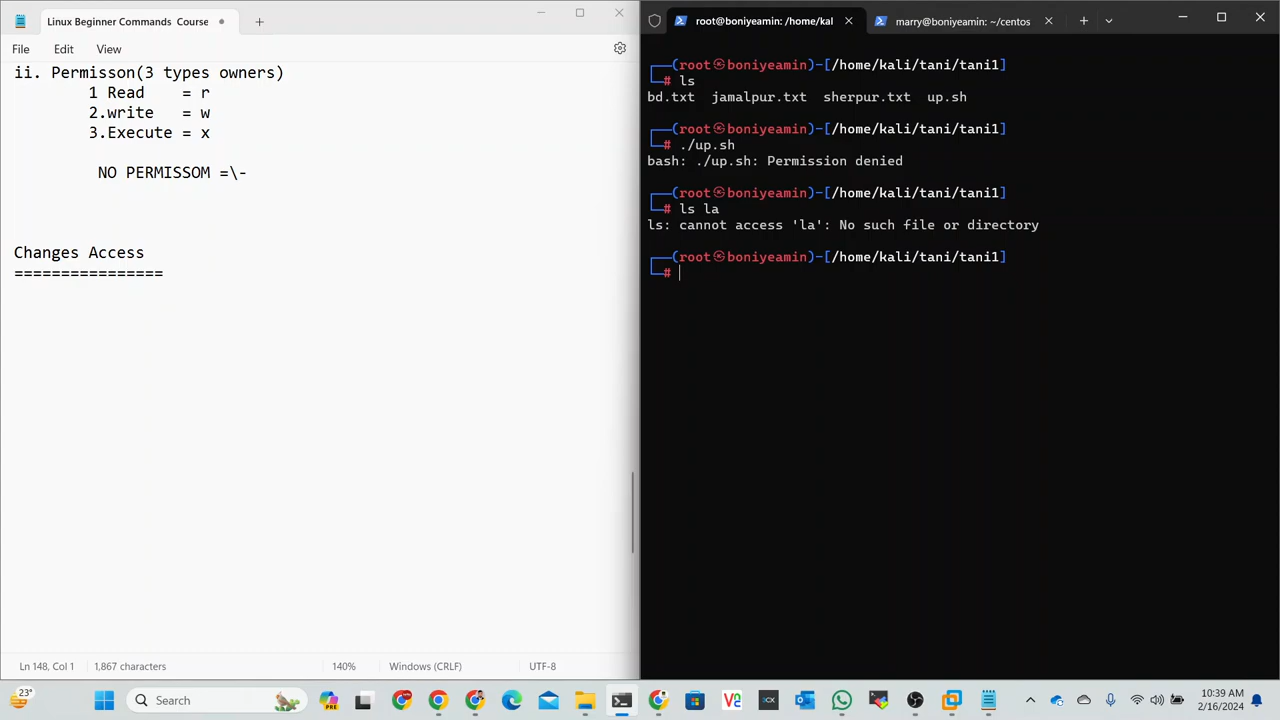 Linux Beginner Commands Course
File Edit View
ii. Permisson(3 types owners)
1 Read = r
2.write = w
3.Execute = x
NO PERMISSOM =\-
Changes Access
================
Ln 148, Col 1 1,867 characters 140% Windows (CRLF) UTF-8
root@boniyeamin: /home/kal marry@boniyeamin: ~/centos
(root㉿boniyeamin)-[/home/kali/tani/tani1]
# ls
bd.txt jamalpur.txt sherpur.txt up.sh
(root㉿boniyeamin)-[/home/kali/tani/tani1]
# ./up.sh
bash: ./up.sh: Permission denied
(root㉿boniyeamin)-[/home/kali/tani/tani1]
# ls la
ls: cannot access 'la': No such file or directory
(root㉿boniyeamin)-[/home/kali/tani/tani1]
#
23°
Search
PRE
3CX
10:39 AM
2/16/2024